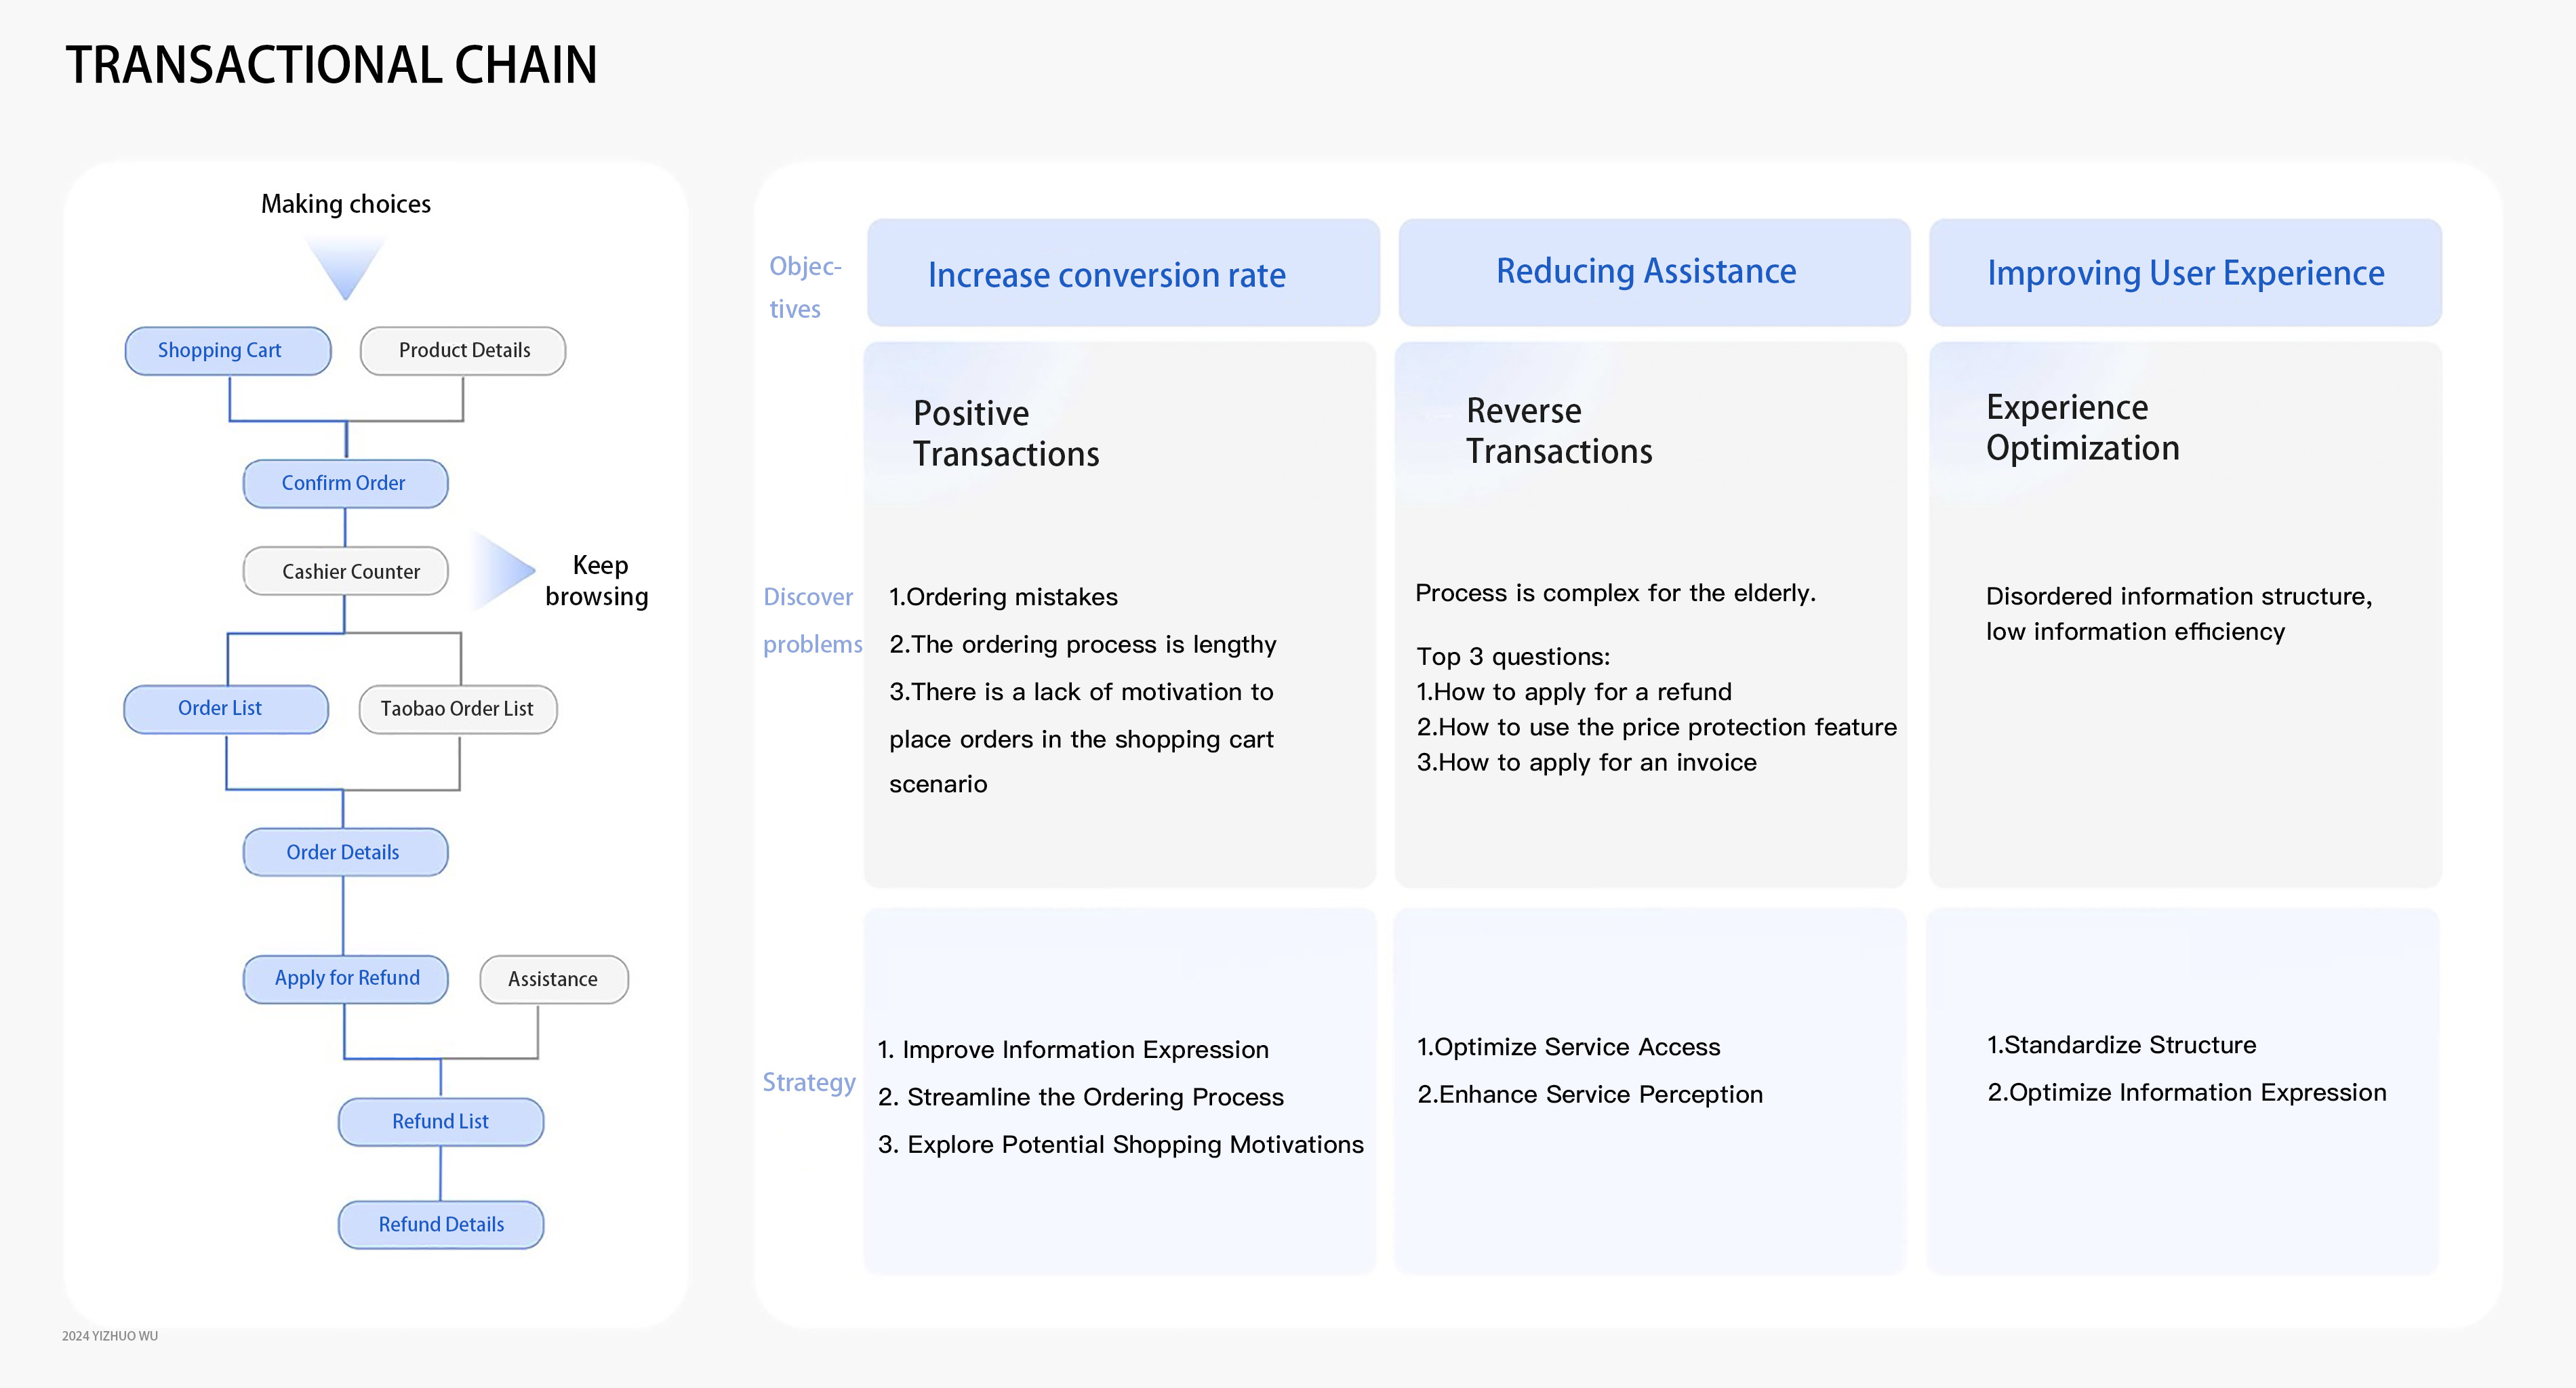 TRANSACTIONAL CHAIN
Making choices
Shopping Cart
Product Details
Confirm Order
Cashier Counter
Keep
browsing
Order List
Taobao Order List
Order Details
Apply for Refund
Assistance
Refund List
Refund Details
Objec-
tives
Increase conversion rate
Reducing Assistance
Improving User Experience
Discover
problems
Positive
Transactions
1.Ordering mistakes
2.The ordering process is lengthy
3.There is a lack of motivation to
place orders in the shopping cart
scenario
Reverse
Transactions
Process is complex for the elderly.
Top 3 questions:
1.How to apply for a refund
2.How to use the price protection feature
3.How to apply for an invoice
Experience
Optimization
Disordered information structure,
low information efficiency
Strategy
1. Improve Information Expression
2. Streamline the Ordering Process
3. Explore Potential Shopping Motivations
1.Optimize Service Access
2.Enhance Service Perception
1.Standardize Structure
2.Optimize Information Expression
2024 YIZHUO WU